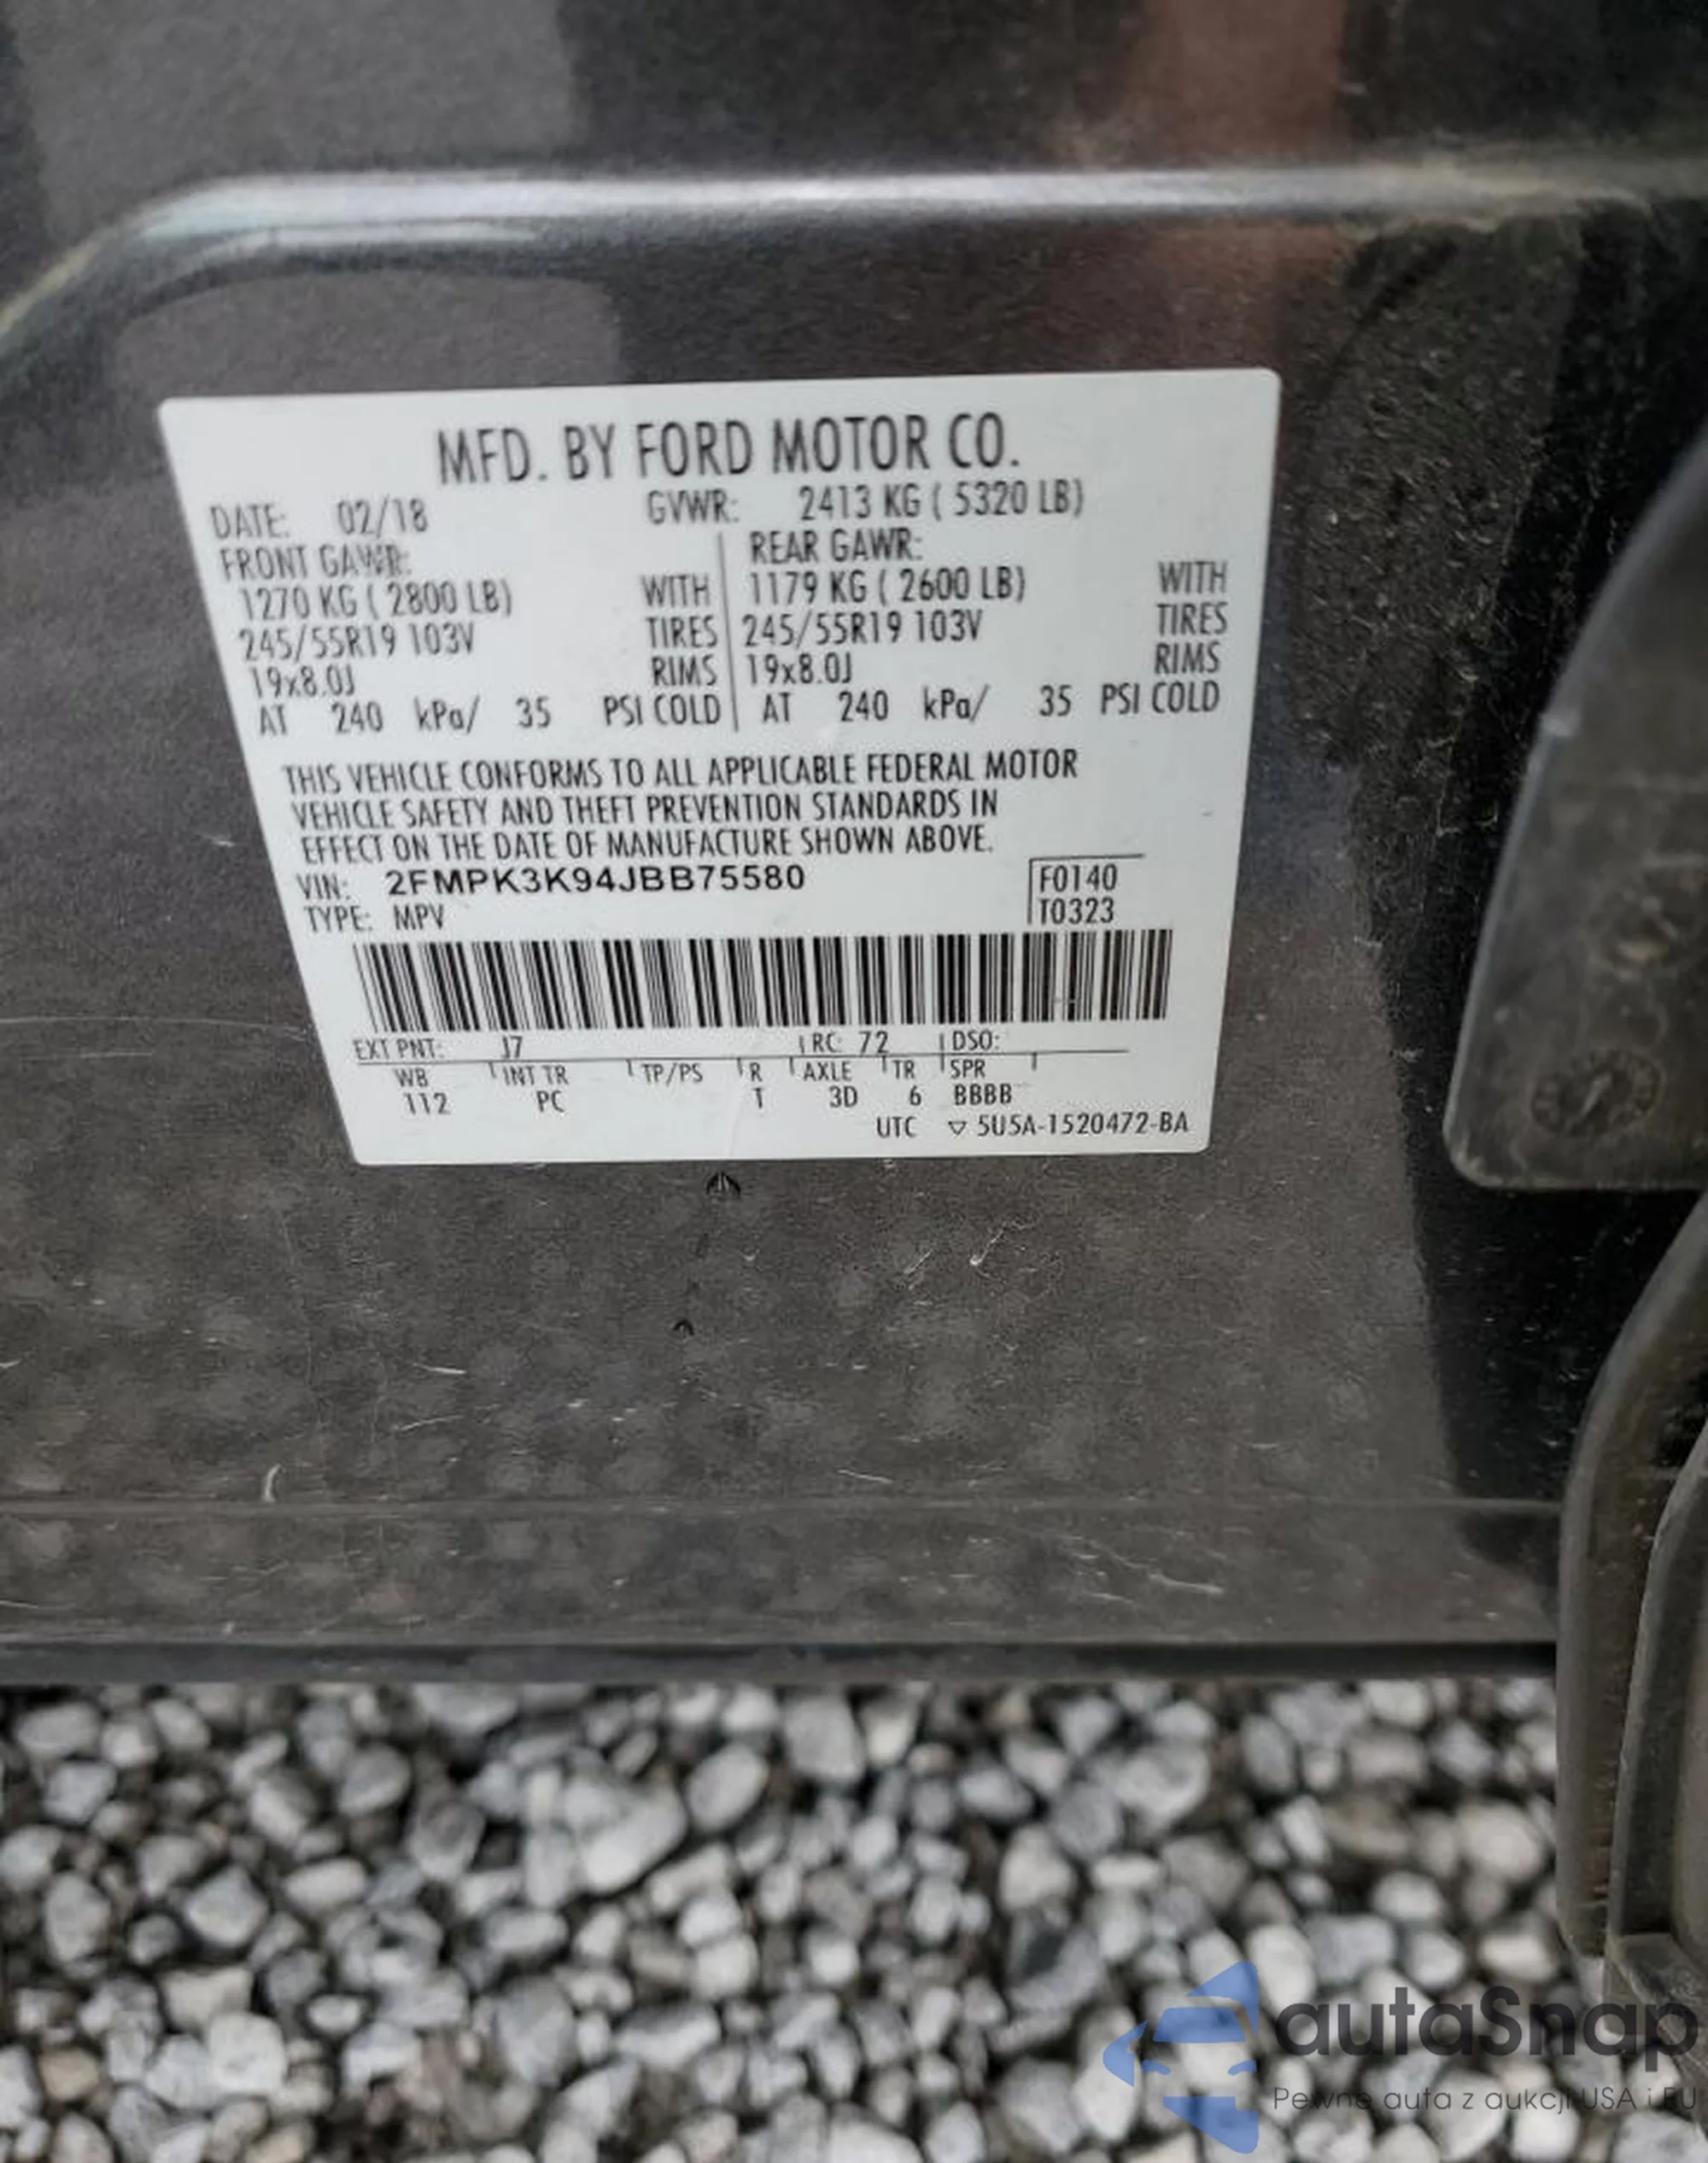 MFD. BY FORD MOTOR CO.
DATE: 02/18 GVWR: 2413 KG ( 5320 LB)
FRONT GAWR: REAR GAWR:
1270 KG ( 2800 LB) WITH 1179 KG ( 2600 LB) WITH
245/55R19 103V TIRES 245/55R19 103V TIRES
19x8.0J RIMS 19x8.0J RIMS
AT 240 kPa/ 35 PSI COLD AT 240 kPa/ 35 PSI COLD
THIS VEHICLE CONFORMS TO ALL APPLICABLE FEDERAL MOTOR
VEHICLE SAFETY AND THEFT PREVENTION STANDARDS IN
EFFECT ON THE DATE OF MANUFACTURE SHOWN ABOVE.
VIN: 2FMPK3K94JBB75580 F0140
TYPE: MPV T0323
EXT PNT: J7 RC: 72 DSO:
WB INT TR TP/PS R AXLE TR SPR
112 PC T 3D 6 BBBB
UTC ▽ 5U5A-1520472-BA
autaSnap
Pewne auta z aukcji USA i EU